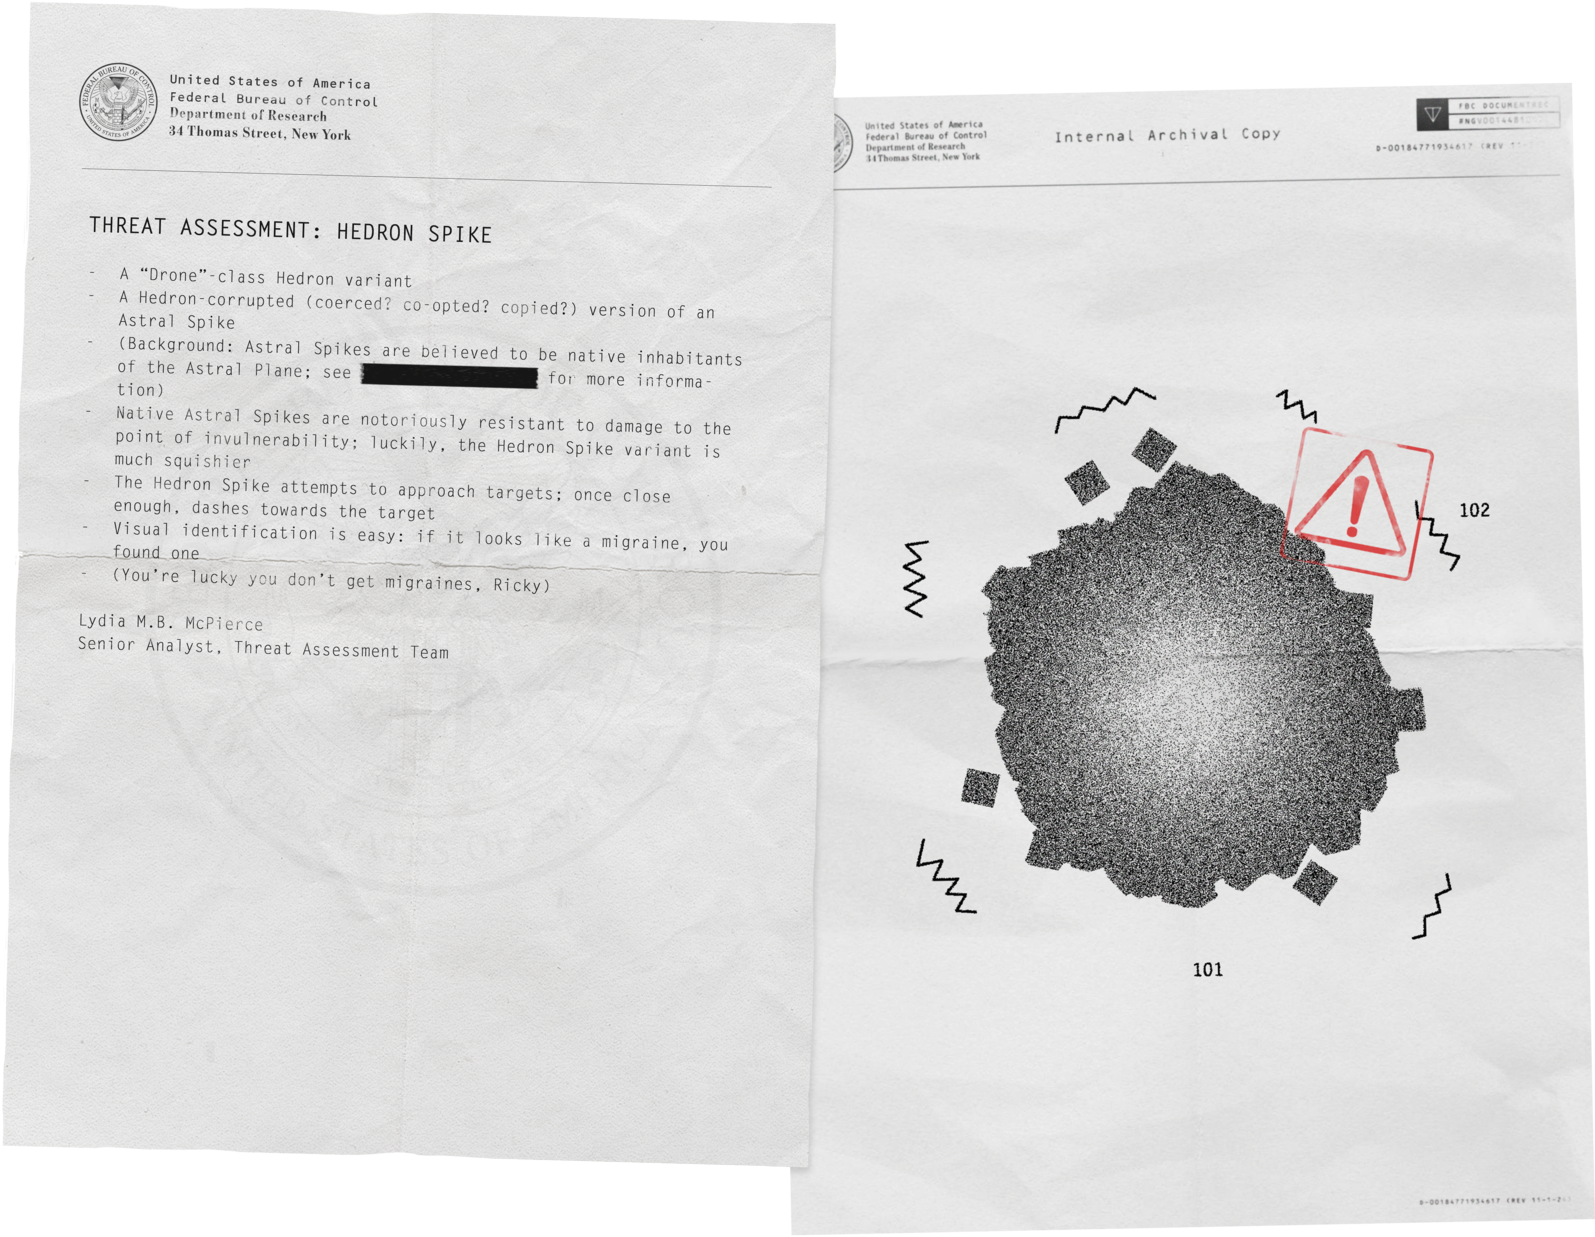 United States of America
Federal Bureau of Control
Department of Research
34 Thomas Street, New York
THREAT ASSESSMENT: HEDRON SPIKE
- A “Drone”-class Hedron variant
- A Hedron-corrupted (coerced? co-opted? copied?) version of an
Astral Spike
- (Background: Astral Spikes are believed to be native inhabitants
of the Astral Plane; see for more informa-
tion)
- Native Astral Spikes are notoriously resistant to damage to the
point of invulnerability; luckily, the Hedron Spike variant is
much squishier
- The Hedron Spike attempts to approach targets; once close
enough, dashes towards the target
- Visual identification is easy: if it looks like a migraine, you
found one
- (You’re lucky you don’t get migraines, Ricky)
Lydia M.B. McPierce
Senior Analyst, Threat Assessment Team
United States of America
Federal Bureau of Control
Department of Research
34 Thomas Street, New York
Internal Archival Copy
FBC
D-00184771934617 (REV
102
101
D-00184771934617 (REV